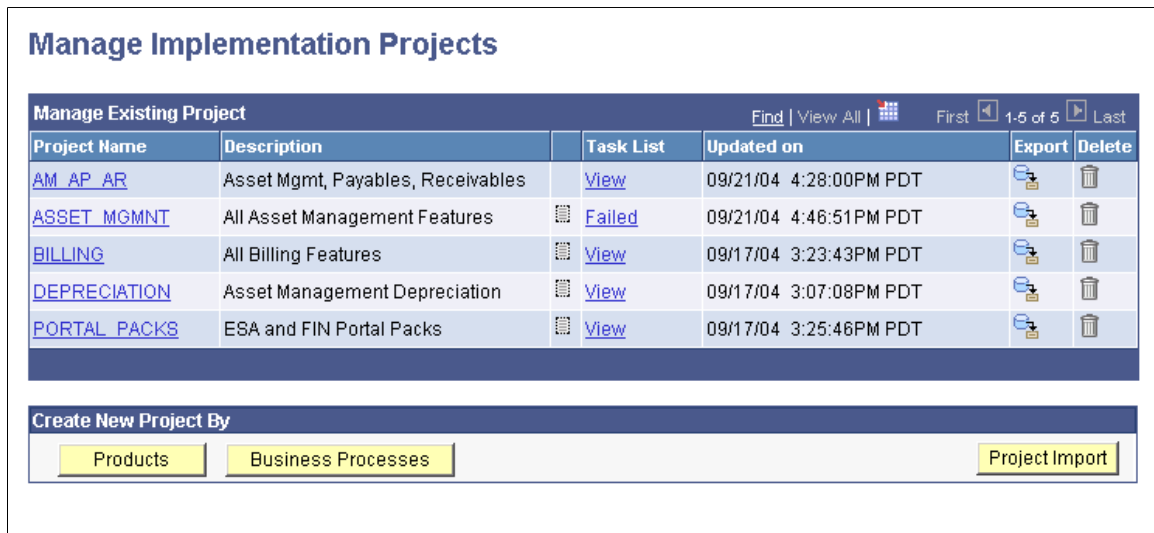 Manage Implementation Projects
Manage Existing Project Find | View All | First 1-5 of 5 Last
Project Name Description Task List Updated on Export Delete
AM_AP_AR Asset Mgmt, Payables, Receivables View 09/21/04 4:28:00PM PDT
ASSET_MGMNT All Asset Management Features Failed 09/21/04 4:46:51PM PDT
BILLING All Billing Features View 09/17/04 3:23:43PM PDT
DEPRECIATION Asset Management Depreciation View 09/17/04 3:07:08PM PDT
PORTAL_PACKS ESA and FIN Portal Packs View 09/17/04 3:25:46PM PDT
Create New Project By
Products Business Processes Project Import